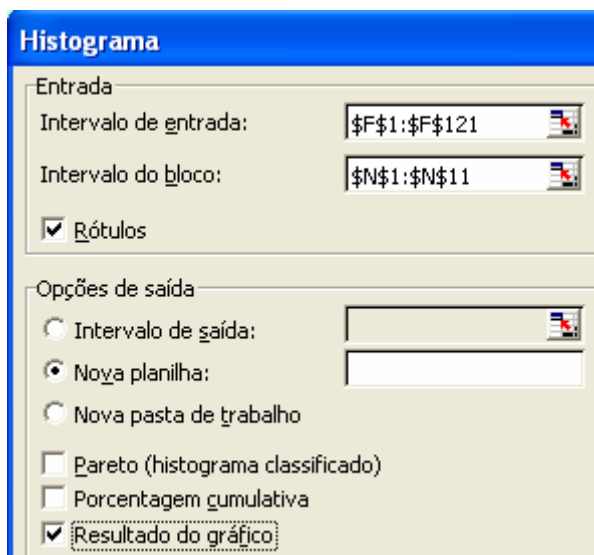 Histograma
Entrada
Intervalo de entrada: $F$1:$F$121
Intervalo do bloco: $N$1:$N$11
Rótulos
Opções de saída
Intervalo de saída:
Nova planilha:
Nova pasta de trabalho
Pareto (histograma classificado)
Porcentagem cumulativa
Resultado do gráfico